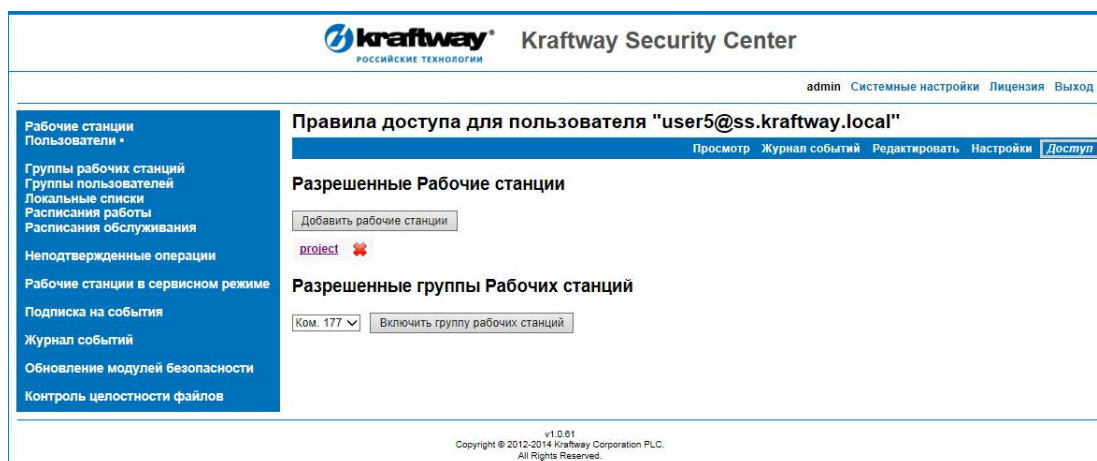 kraftway®
РОССИЙСКИЕ ТЕХНОЛОГИИ
Kraftway Security Center
admin Системные настройки Лицензия Выход
Рабочие станции
Пользователи •
Группы рабочих станций
Группы пользователей
Локальные списки
Расписания работы
Расписания обслуживания
Неподтвержденные операции
Рабочие станции в сервисном режиме
Подписка на события
Журнал событий
Обновление модулей безопасности
Контроль целостности файлов
Правила доступа для пользователя "user5@ss.kraftway.local"
Просмотр Журнал событий Редактировать Настройки Доступ
Разрешенные Рабочие станции
Добавить рабочие станции
project
Разрешенные группы Рабочих станций
Ком. 177 Включить группу рабочих станций
v1.0.61
Copyright © 2012-2014 Kraftway Corporation PLC.
All Rights Reserved.